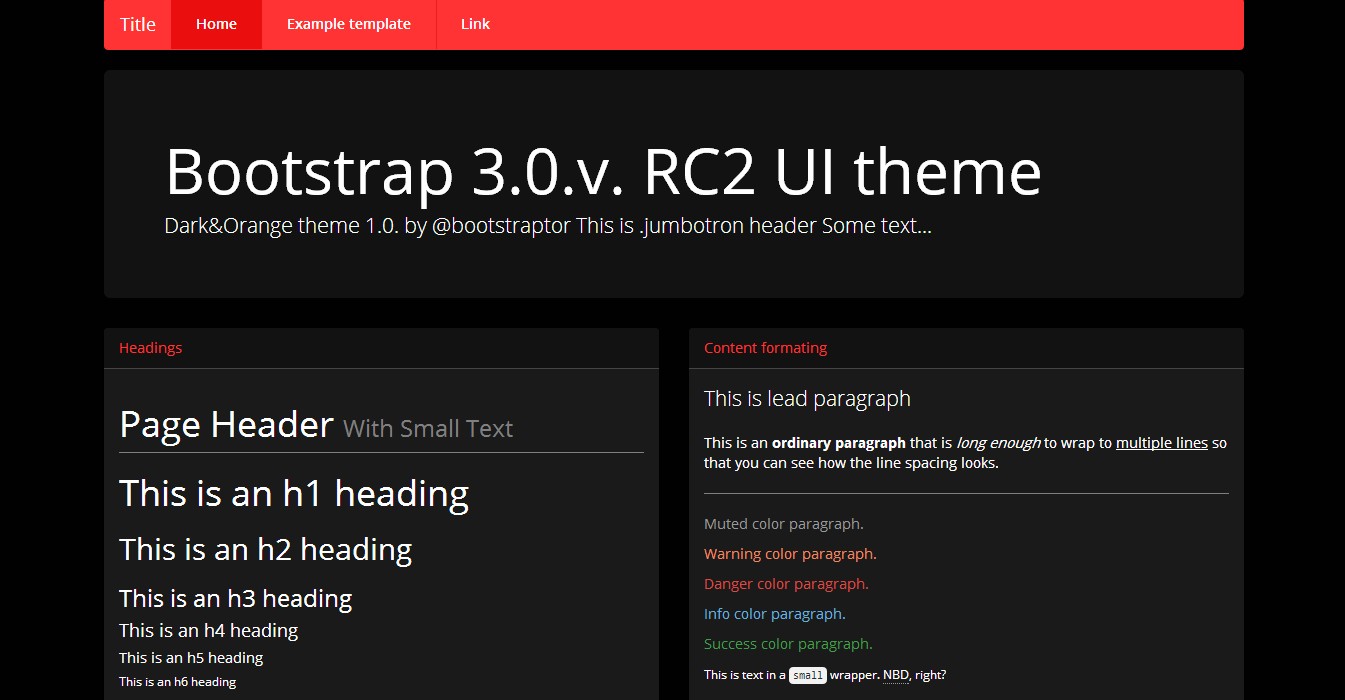 Title Home Example template Link
Bootstrap 3.0.v. RC2 UI theme
Dark&Orange theme 1.0. by @bootstraptor This is .jumbotron header Some text...
Headings
Page Header With Small Text
This is an h1 heading
This is an h2 heading
This is an h3 heading
This is an h4 heading
This is an h5 heading
This is an h6 heading
Content formating
This is lead paragraph
This is an ordinary paragraph that is long enough to wrap to multiple lines so
that you can see how the line spacing looks.
Muted color paragraph.
Warning color paragraph.
Danger color paragraph.
Info color paragraph.
Success color paragraph.
This is text in a small wrapper. NBD, right?